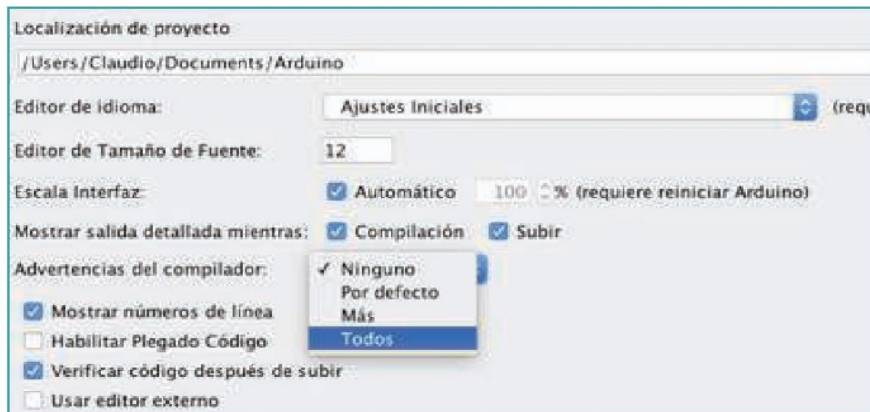 Localización de proyecto
/Users/Claudio/Documents/Arduino
Editor de idioma: Ajustes Iniciales (requ
Editor de Tamaño de Fuente: 12
Escala Interfaz: Automático 100 % (requiere reiniciar Arduino)
Mostrar salida detallada mientras: Compilación Subir
Advertencias del compilador: ✓ Ninguno
Por defecto
Mostrar números de línea Más
Habilitar Plegado Código Todos
Verificar código después de subir
Usar editor externo